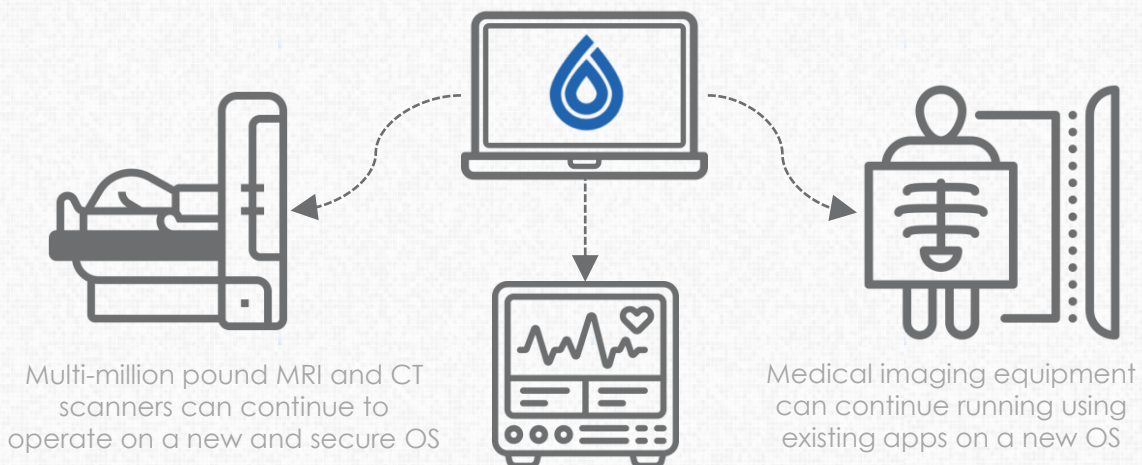 Multi-million pound MRI and CT
scanners can continue to
operate on a new and secure OS
Medical imaging equipment
can continue running using
existing apps on a new OS